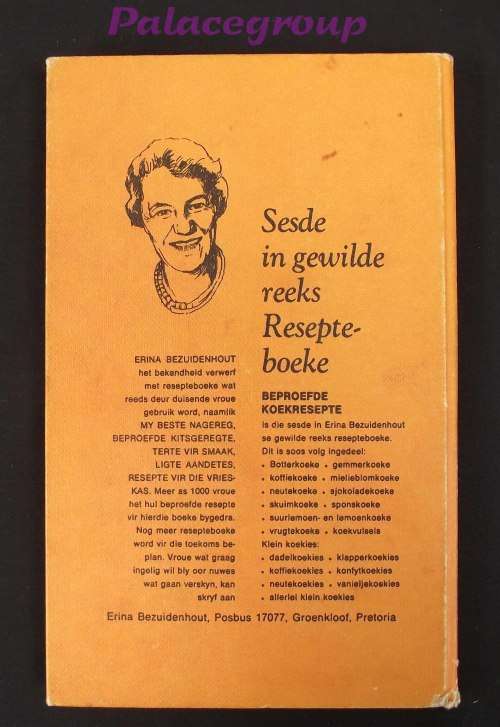 Palacegroup
Sesde
in gewilde
reeks
Resepte-
boeke
ERINA BEZUIDENHOUT
het bekendheid verwerf
met resepteboeke wat
reeds deur duisende vroue
gebruik word, naamlik
MY BESTE NAGEREG,
BEPROEFDE KITSGEREGTE,
TERTE VIR SMAAK,
LIGTE AANDETES,
RESEPTE VIR DIE VRIES-
KAS. Meer as 1000 vroue
het hul beproefde resepte
vir hierdie boeke bygedra.
Nog meer resepteboeke
word vir die toekoms be-
plan. Vroue wat graag
ingelig wil bly oor nuwes
wat gaan verskyn, kan
skryf aan
BEPROEFDE
KOEKRESEPTE
Is die sesde in Erina Bezuidenhout
se gewilde reeks resepteboeke.
Dit is soos volg ingedeel:
• Botterkoeke • gemmerkoeke
• koffiekoeke • mielieblomkoeke
• neutekoeke • sjokoladekoeke
• skuimkoeke • sponskoeke
• suurlemoen- en lemoenkoeke
• vrugtekoeke • koekvulsels
Klein koekies:
• dadelkoekies • klapperkoekies
• koffiekoekies • konfytkoekies
• neutekoekies • vanieljekoekies
• allerlei klein koekies
Erina Bezuidenhout, Posbus 17077, Groenkloof, Pretoria